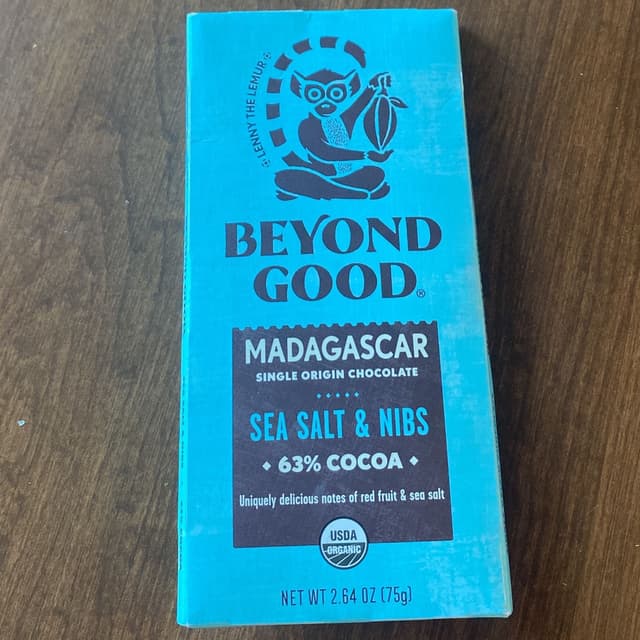 LENNY THE LEMUR
BEYOND
GOOD®
MADAGASCAR
SINGLE ORIGIN CHOCOLATE
SEA SALT & NIBS
63% COCOA
Uniquely delicious notes of red fruit & sea salt
USDA
ORGANIC
NET WT 2.64 OZ (75g)